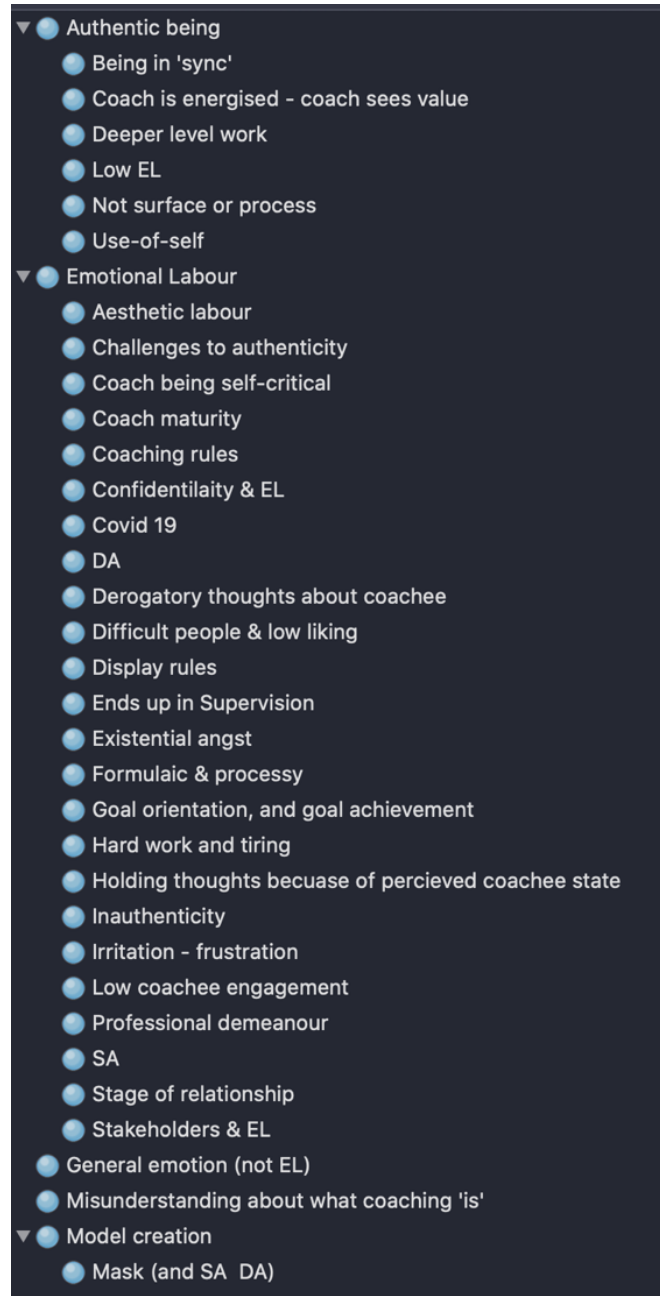 Authentic being
Being in 'sync'
Coach is energised - coach sees value
Deeper level work
Low EL
Not surface or process
Use-of-self
Emotional Labour
Aesthetic labour
Challenges to authenticity
Coach being self-critical
Coach maturity
Coaching rules
Confidentilaity & EL
Covid 19
DA
Derogatory thoughts about coachee
Difficult people & low liking
Display rules
Ends up in Supervision
Existential angst
Formulaic & processy
Goal orientation, and goal achievement
Hard work and tiring
Holding thoughts becuase of percieved coachee state
Inauthenticity
Irritation - frustration
Low coachee engagement
Professional demeanour
SA
Stage of relationship
Stakeholders & EL
General emotion (not EL)
Misunderstanding about what coaching 'is'
Model creation
Mask (and SA  DA)